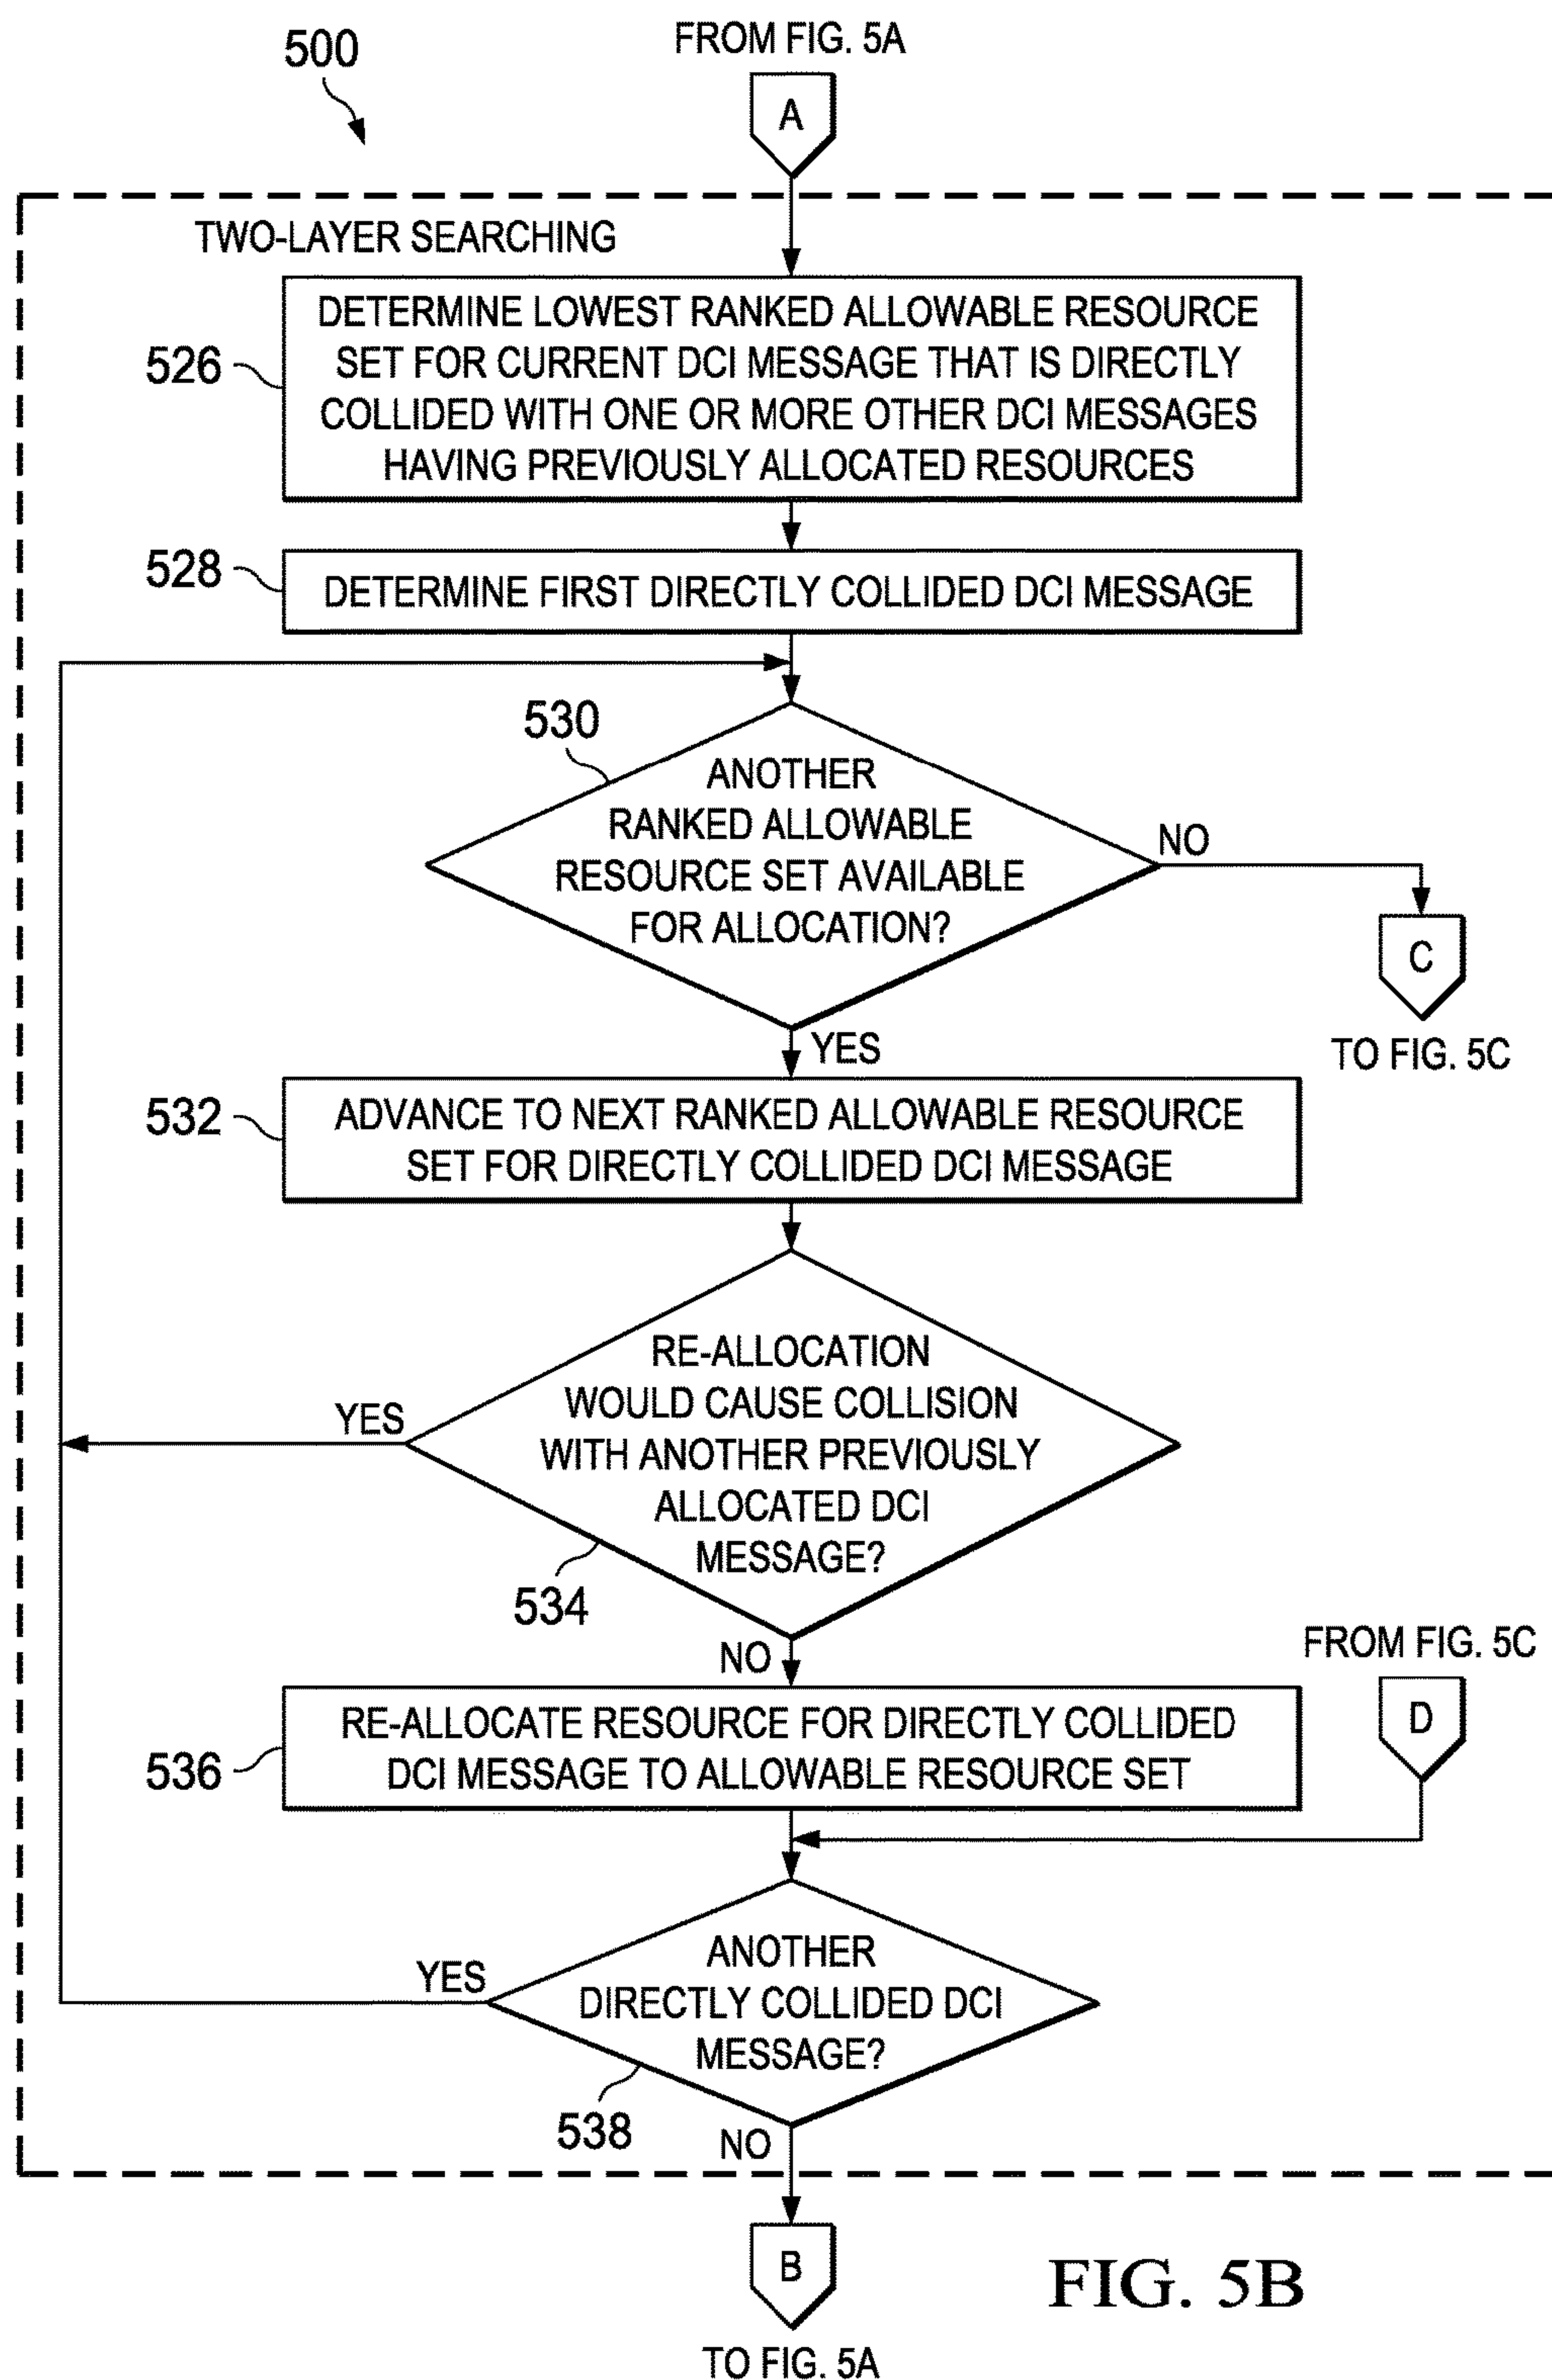 500
FROM FIG. 5A
A
TWO-LAYER SEARCHING
526
DETERMINE LOWEST RANKED ALLOWABLE RESOURCE
SET FOR CURRENT DCI MESSAGE THAT IS DIRECTLY
COLLIDED WITH ONE OR MORE OTHER DCI MESSAGES
HAVING PREVIOUSLY ALLOCATED RESOURCES
528
DETERMINE FIRST DIRECTLY COLLIDED DCI MESSAGE
530
ANOTHER
RANKED ALLOWABLE
RESOURCE SET AVAILABLE
FOR ALLOCATION?
NO
C
TO FIG. 5C
YES
532
ADVANCE TO NEXT RANKED ALLOWABLE RESOURCE
SET FOR DIRECTLY COLLIDED DCI MESSAGE
RE-ALLOCATION
WOULD CAUSE COLLISION
WITH ANOTHER PREVIOUSLY
ALLOCATED DCI
MESSAGE?
YES
534
NO
FROM FIG. 5C
D
536
RE-ALLOCATE RESOURCE FOR DIRECTLY COLLIDED
DCI MESSAGE TO ALLOWABLE RESOURCE SET
ANOTHER
DIRECTLY COLLIDED DCI
MESSAGE?
YES
538
NO
B
TO FIG. 5A
FIG. 5B